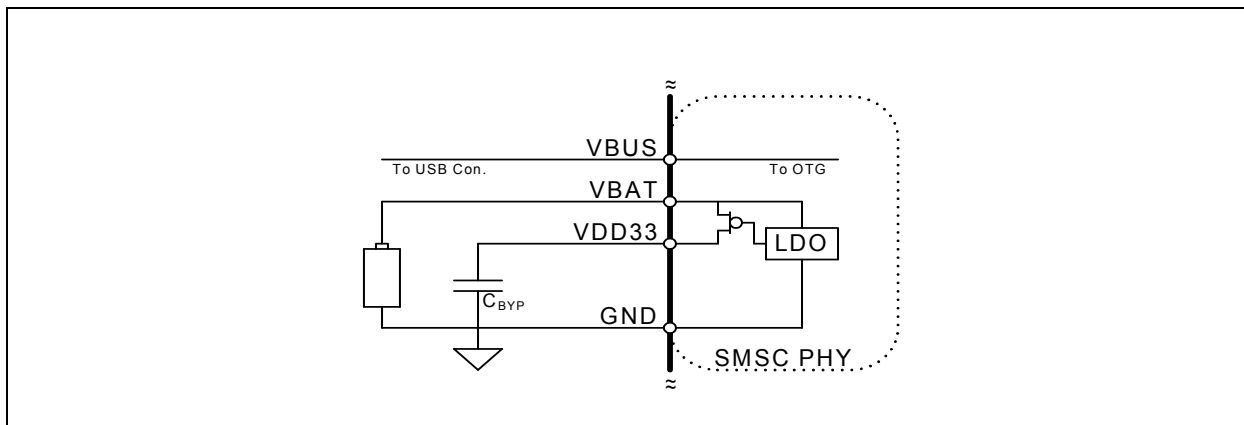 VBUS
To USB Con.
To OTG
VBAT
VDD33
LDO
CBYP
GND
SMSC PHY